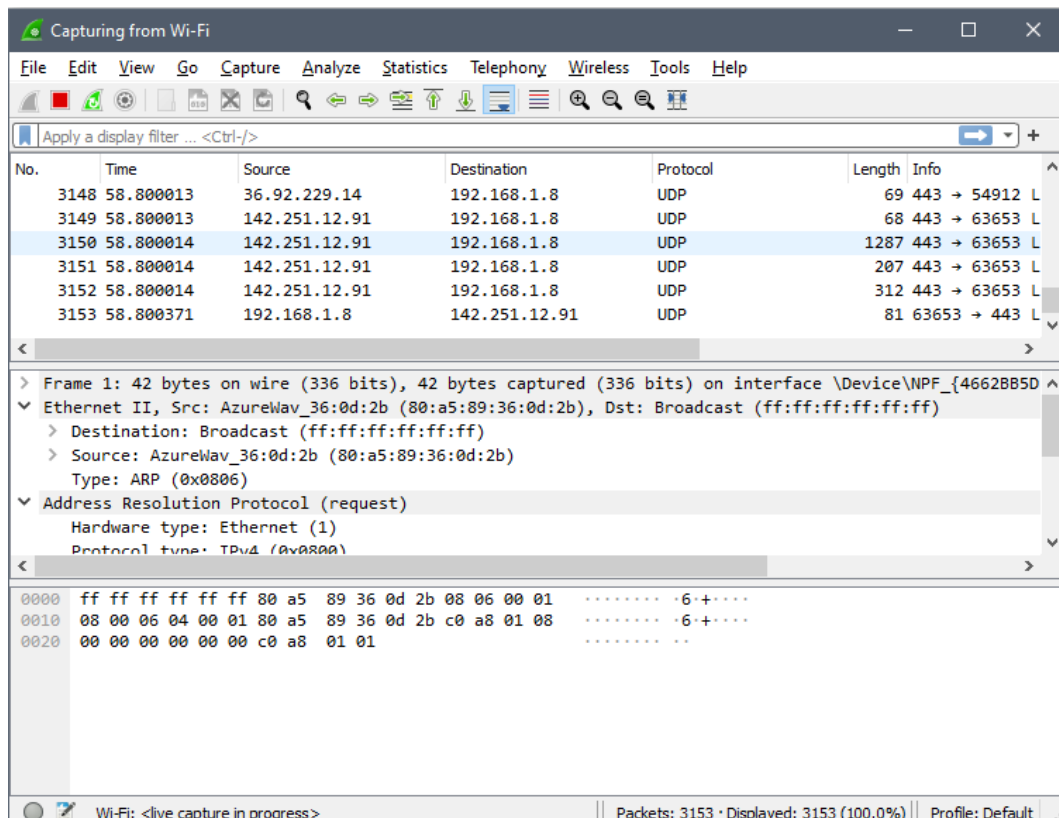 Capturing from Wi-Fi
File Edit View Go Capture Analyze Statistics Telephony Wireless Tools Help
Apply a display filter ... <Ctrl-/>
No. Time Source Destination Protocol Length Info
3148 58.800013 36.92.229.14 192.168.1.8 UDP 69 443 → 54912 L
3149 58.800013 142.251.12.91 192.168.1.8 UDP 68 443 → 63653 L
3150 58.800014 142.251.12.91 192.168.1.8 UDP 1287 443 → 63653 L
3151 58.800014 142.251.12.91 192.168.1.8 UDP 207 443 → 63653 L
3152 58.800014 142.251.12.91 192.168.1.8 UDP 312 443 → 63653 L
3153 58.800371 192.168.1.8 142.251.12.91 UDP 81 63653 → 443 L
Frame 1: 42 bytes on wire (336 bits), 42 bytes captured (336 bits) on interface \Device\NPF_{4662BB5D
Ethernet II, Src: AzureWav_36:0d:2b (80:a5:89:36:0d:2b), Dst: Broadcast (ff:ff:ff:ff:ff:ff)
Destination: Broadcast (ff:ff:ff:ff:ff:ff)
Source: AzureWav_36:0d:2b (80:a5:89:36:0d:2b)
Type: ARP (0x0806)
Address Resolution Protocol (request)
Hardware type: Ethernet (1)
Protocol type: IPv4 (0x0800)
0000 ff ff ff ff ff ff 80 a5 89 36 0d 2b 08 06 00 01 ········ ·6·+····
0010 08 00 06 04 00 01 80 a5 89 36 0d 2b c0 a8 01 08 ········ ·6·+····
0020 00 00 00 00 00 00 c0 a8 01 01 ········ ··
Wi-Fi: <live capture in progress> Packets: 3153 · Displayed: 3153 (100.0%) Profile: Default